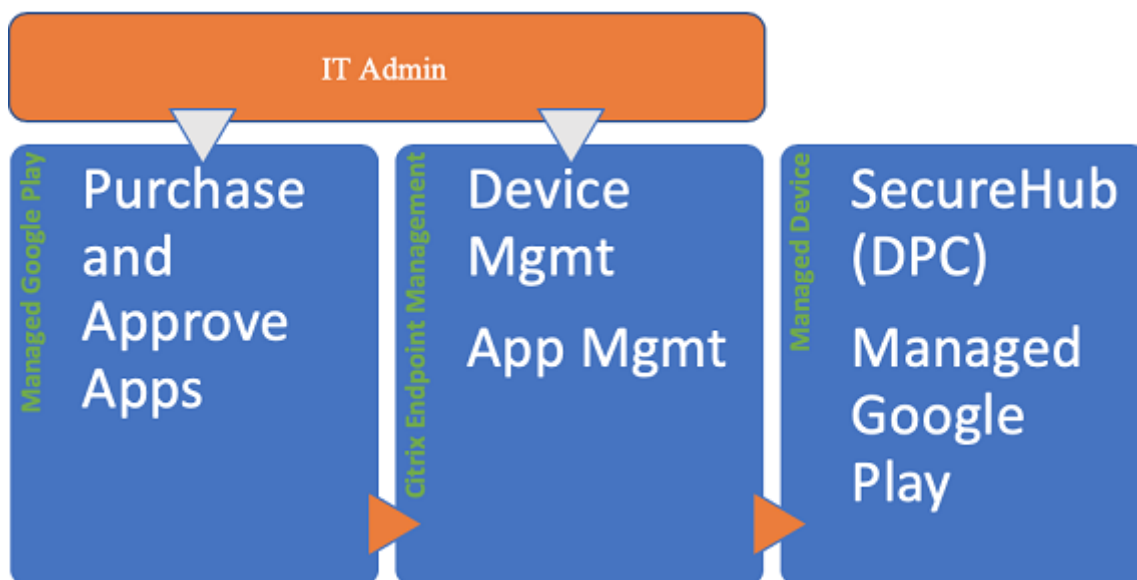 IT Admin
Managed Google Play
Purchase
and
Approve
Apps
Citrix Endpoint Management
Device
Mgmt
App Mgmt
Managed Device
SecureHub
(DPC)
Managed
Google
Play